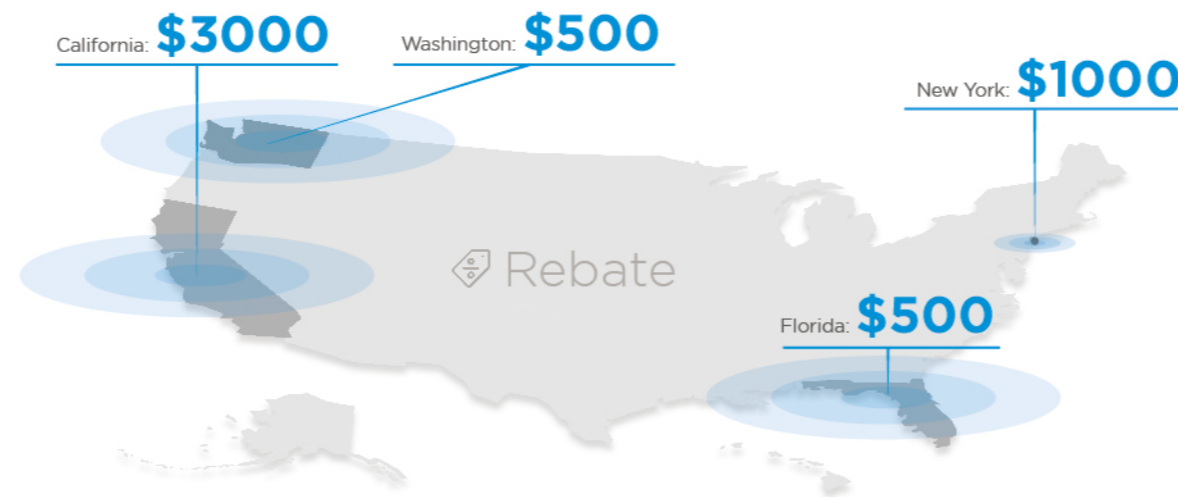 California: $3000
Washington: $500
New York: $1000
Rebate
Florida: $500